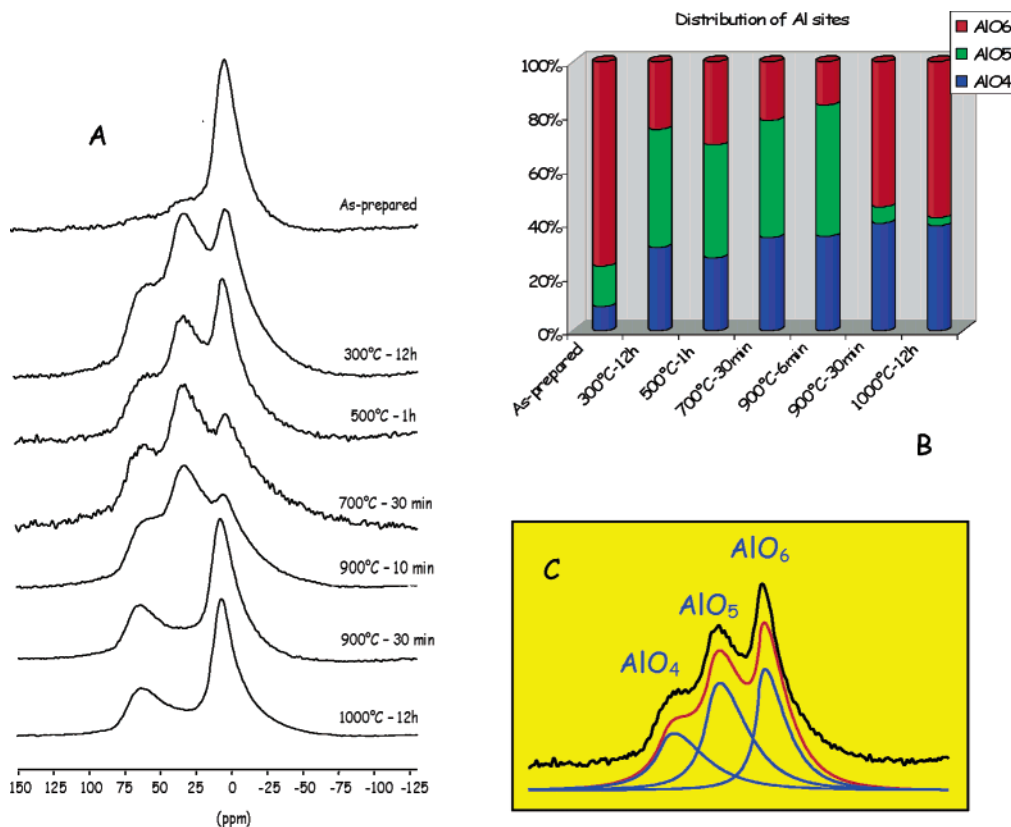 A
As-prepared
300°C - 12h
500°C - 1h
700°C - 30 min
900°C - 10 min
900°C - 30 min
1000°C - 12h
150 125 100 75 50 25 0 -25 -50 -75 -100 -125
(ppm)
Distribution of Al sites
AlO6
AlO5
AlO4
100%
80%
60%
40%
20%
0%
As-prepared
300°C-12h
500°C-1h
700°C-30min
900°C-6min
900°C-30min
1000°C-12h
B
C
AlO₆
AlO₅
AlO₄